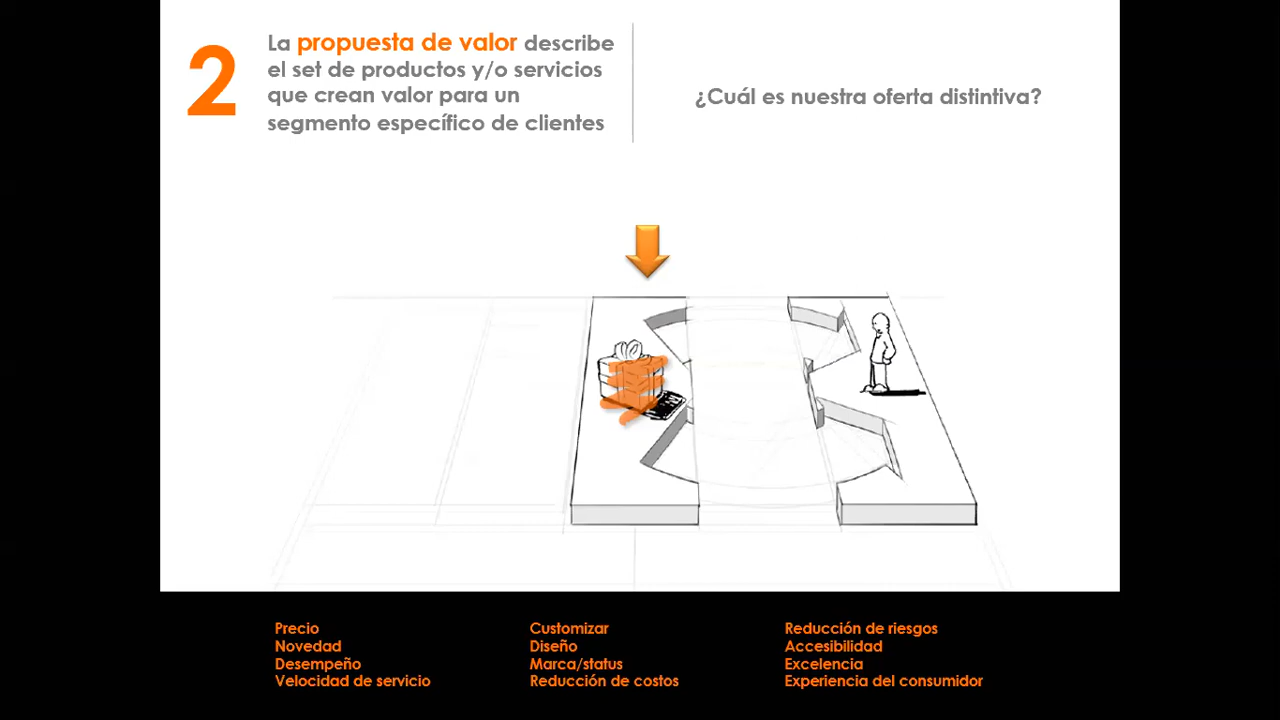 2
La propuesta de valor describe
el set de productos y/o servicios
que crean valor para un
segmento específico de clientes
¿Cuál es nuestra oferta distintiva?
Precio
Novedad
Desempeño
Velocidad de servicio
Customizar
Diseño
Marca/status
Reducción de costos
Reducción de riesgos
Accesibilidad
Excelencia
Experiencia del consumidor